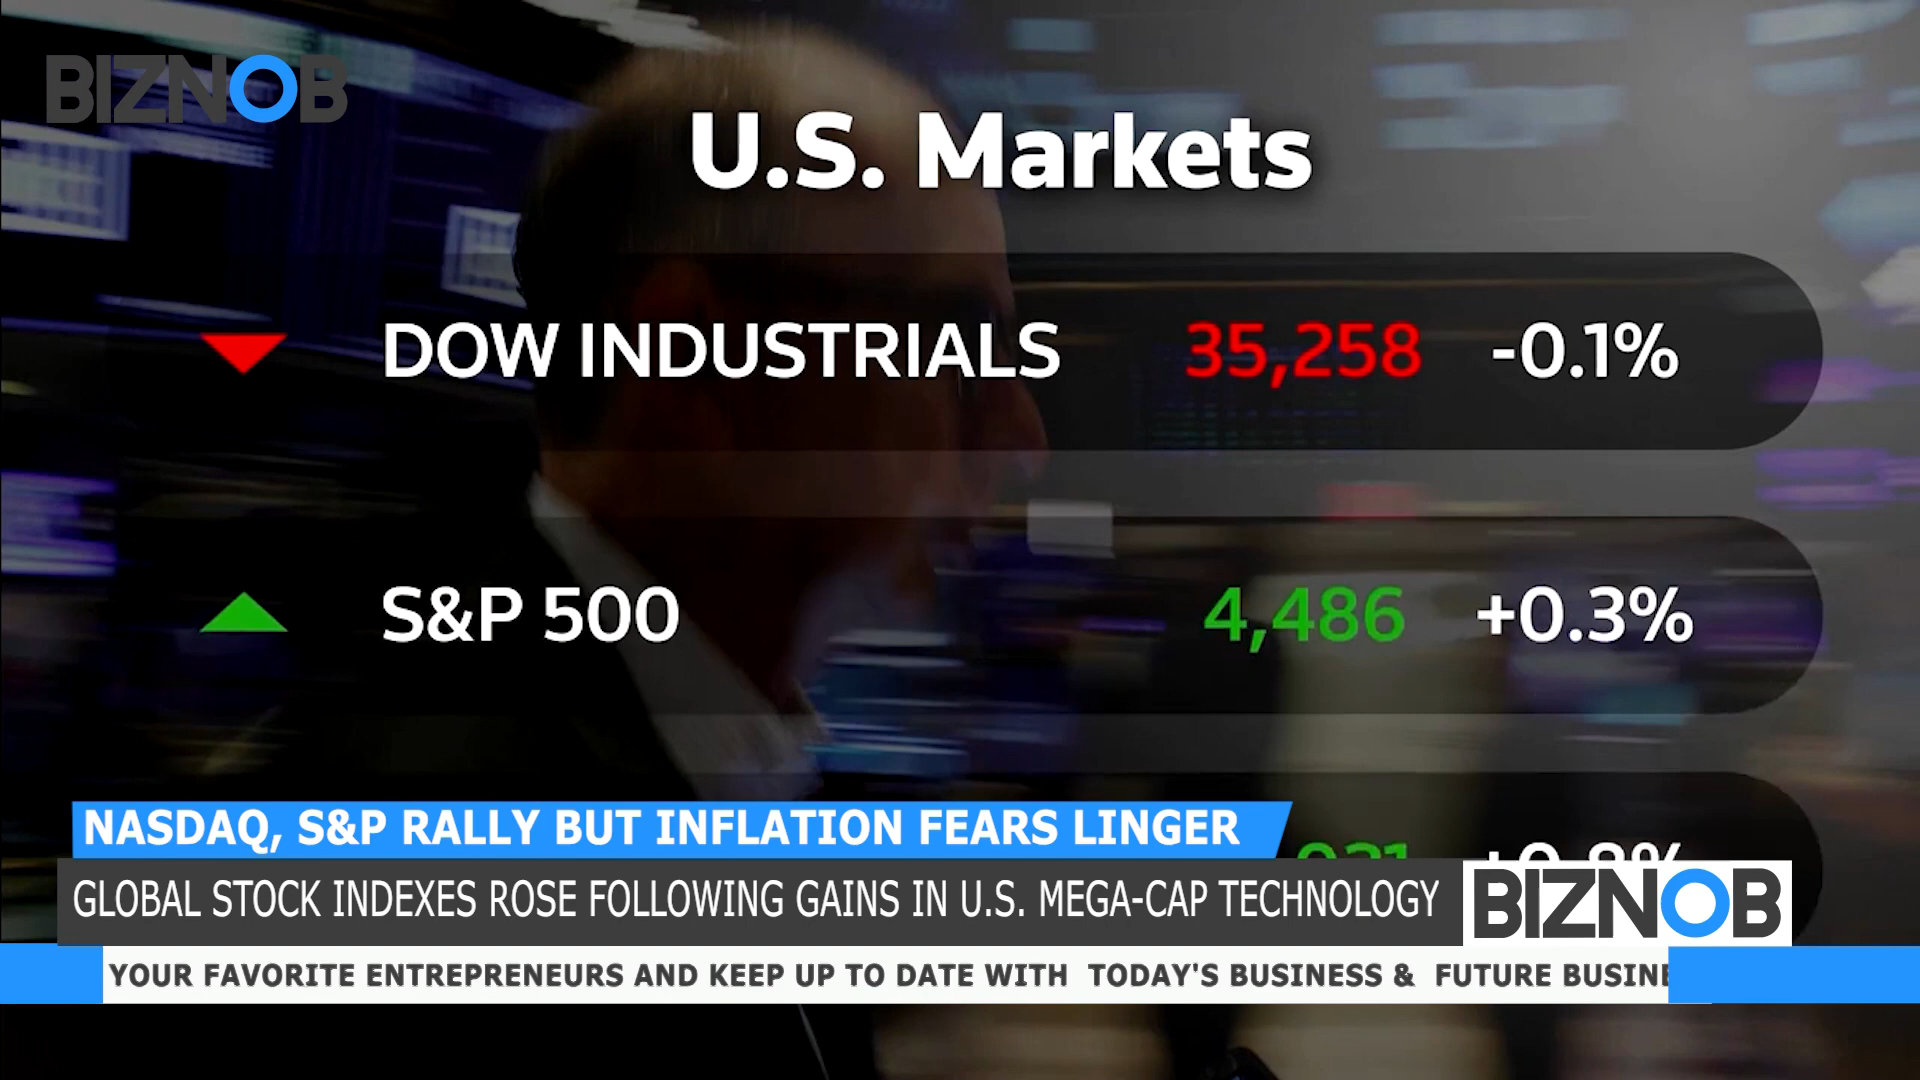 BIZNOB
U.S. Markets
DOW INDUSTRIALS 35,258 -0.1%
S&P 500 4,486 +0.3%
NASDAQ, S&P RALLY BUT INFLATION FEARS LINGER
GLOBAL STOCK INDEXES ROSE FOLLOWING GAINS IN U.S. MEGA-CAP TECHNOLOGY
BIZNOB
YOUR FAVORITE ENTREPRENEURS AND KEEP UP TO DATE WITH TODAY'S BUSINESS & FUTURE